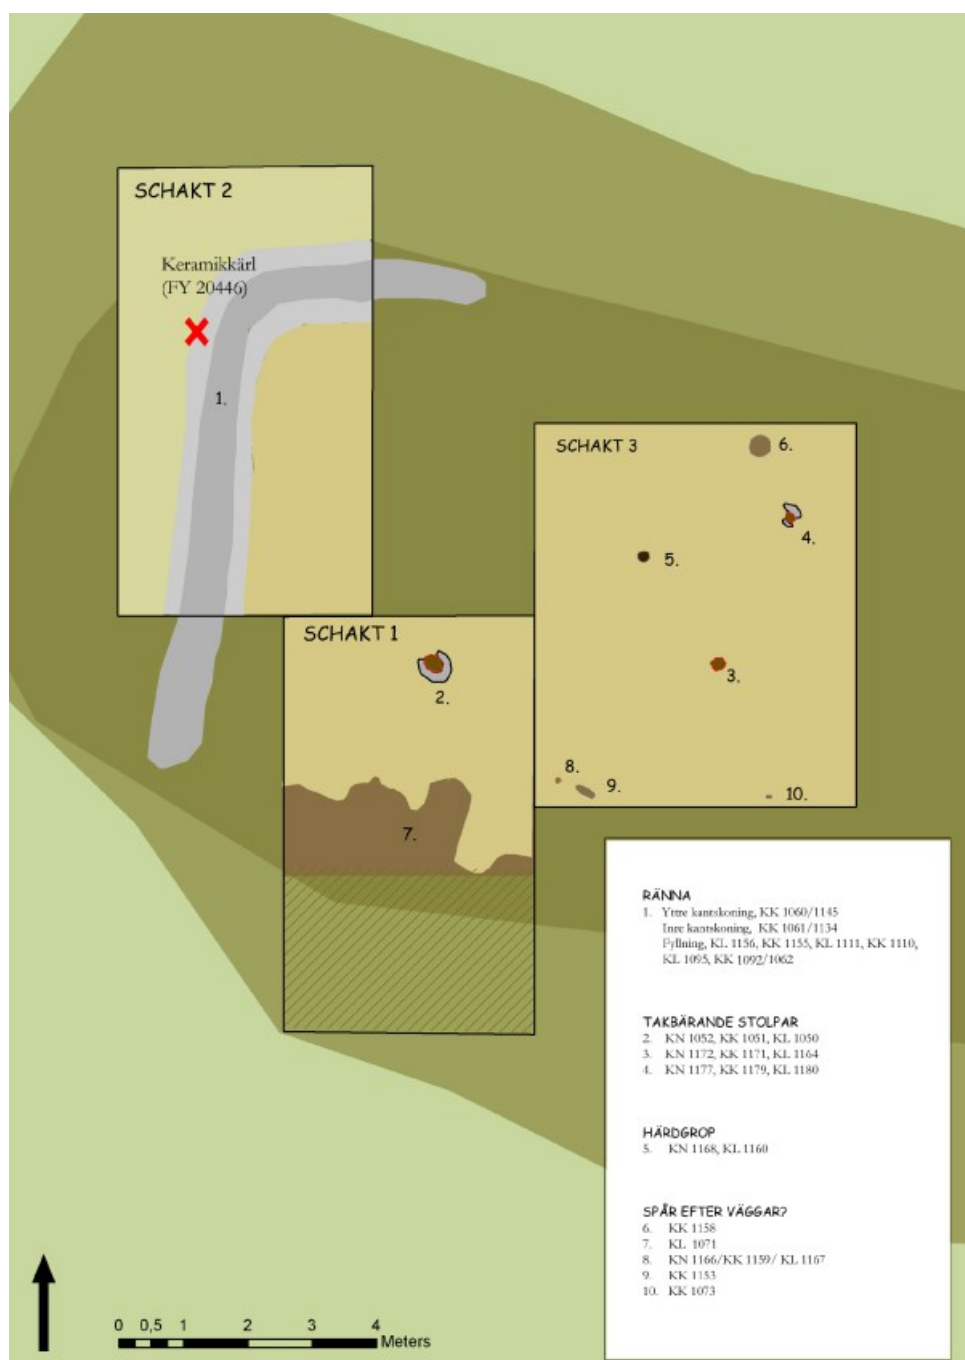 SCHAKT 2
Keramikkärl
(FY 20446)
1.
SCHAKT 3
6.
4.
5.
3.
SCHAKT 1
2.
8.
9.
10.
7.
RÄNNA
1. Yttre kantskoning, KK 1060/1145
Inre kantskoning, KK 1061/1134
Fyllning, KL 1156, KK 1155, KL 1111, KK 1110,
KL 1095, KK 1092/1062
TAKBÄRANDE STOLPAR
2. KN 1052, KK 1051, KL 1050
3. KN 1172, KK 1171, KL 1164
4. KN 1177, KK 1179, KL 1180
HÄRDGROP
5. KN 1168, KL 1160
SPÅR EFTER VÄGGAR?
6. KK 1158
7. KL 1071
8. KN 1166/KK 1159/ KL 1167
9. KK 1153
10. KK 1073
0 0,5 1 2 3 4
Meters